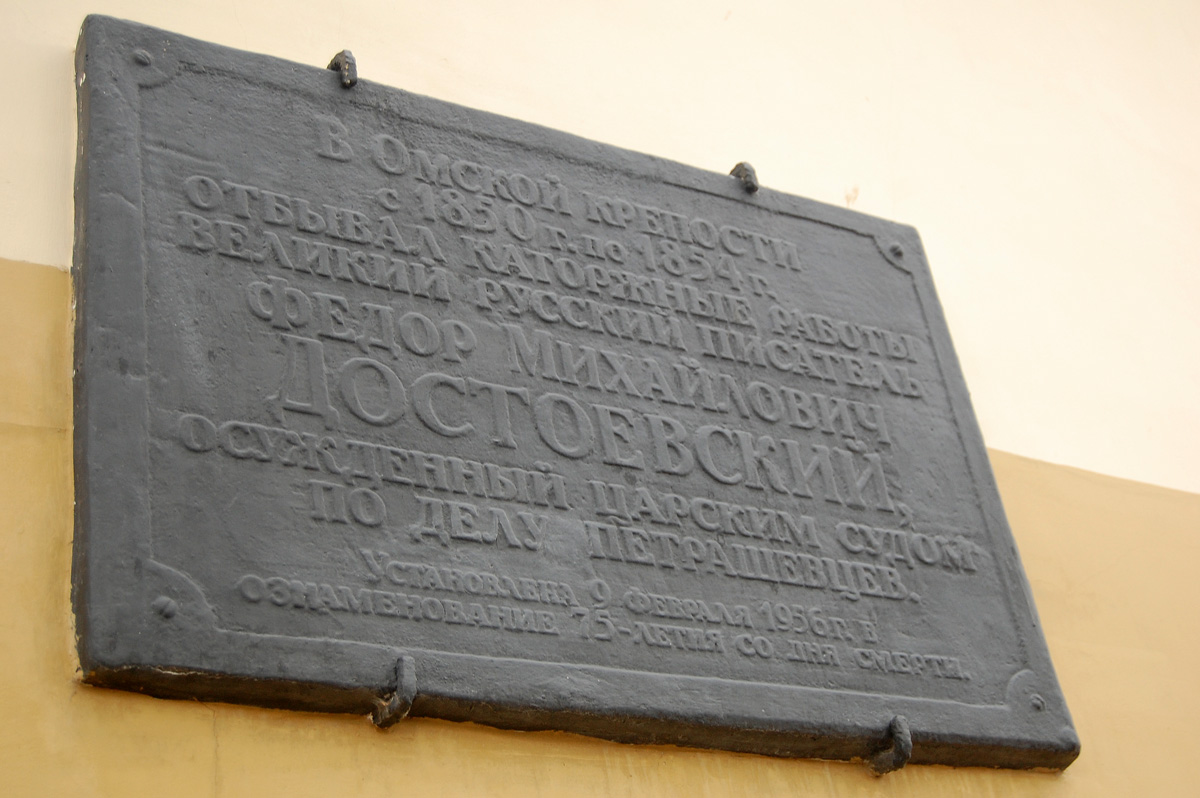 В ОМСКОЙ КРЕПОСТИ
с 1850 г. по 1854 г.
ОТБЫВАЛ КАТОРЖНЫЕ РАБОТЫ
ВЕЛИКИЙ РУССКИЙ ПИСАТЕЛЬ
ФЕДОР МИХАЙЛОВИЧ
ДОСТОЕВСКИЙ,
ОСУЖДЕННЫЙ ЦАРСКИМ СУДОМ
ПО ДЕЛУ ПЕТРАШЕВЦЕВ.
УСТАНОВЛЕНА 9 ФЕВРАЛЯ 1956 Г. В
ОЗНАМЕНОВАНИЕ 75-ЛЕТИЯ СО ДНЯ СМЕРТИ.